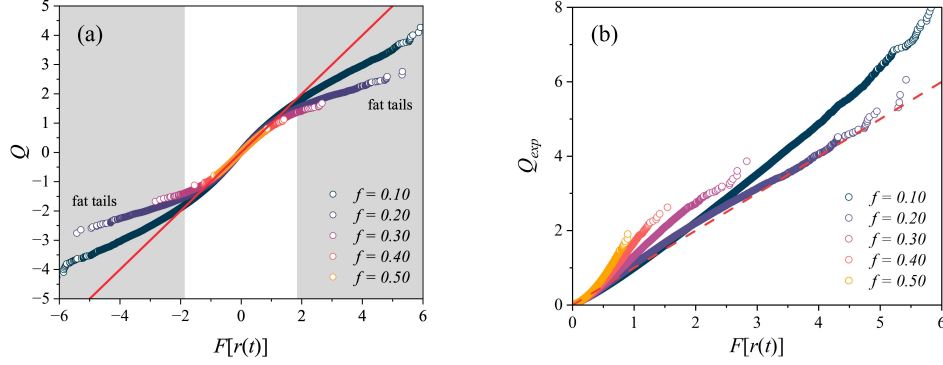 (a)
5
4
3
2
1
0
−1
−2
−3
−4
−5
Q
fat tails
fat tails
f = 0.10
f = 0.20
f = 0.30
f = 0.40
f = 0.50
−6 −4 −2 0 2 4 6
F[r(t)]
(b)
8
6
4
2
0
Q_exp
f = 0.10
f = 0.20
f = 0.30
f = 0.40
f = 0.50
0 1 2 3 4 5 6
F[r(t)]